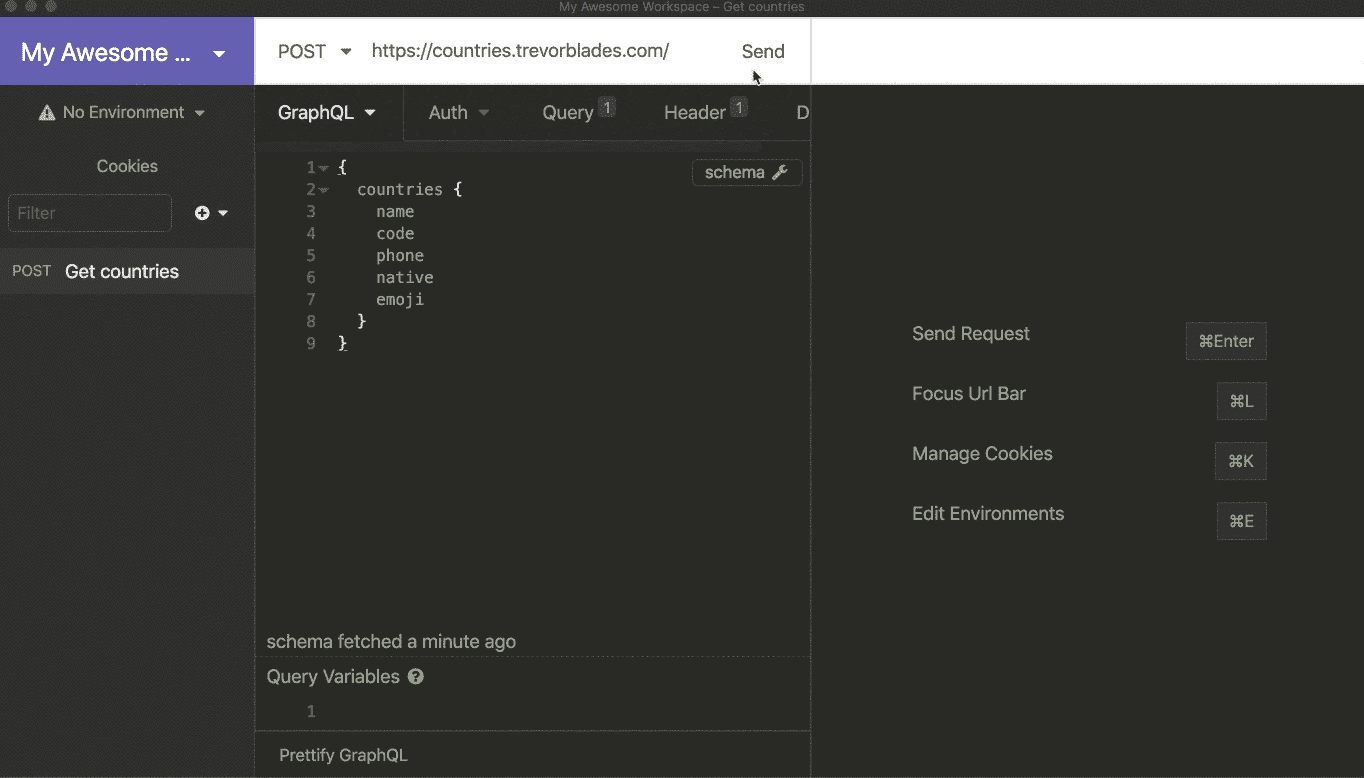 My Awesome Workspace – Get countries
My Awesome ...
POST https://countries.trevorblades.com/ Send
No Environment
GraphQL Auth Query 1 Header 1 D
Cookies
Filter
POST Get countries
schema
1 {
2 countries {
3 name
4 code
5 phone
6 native
7 emoji
8 }
9 }
schema fetched a minute ago
Query Variables ?
1
Prettify GraphQL
Send Request ⌘Enter
Focus Url Bar ⌘L
Manage Cookies ⌘K
Edit Environments ⌘E